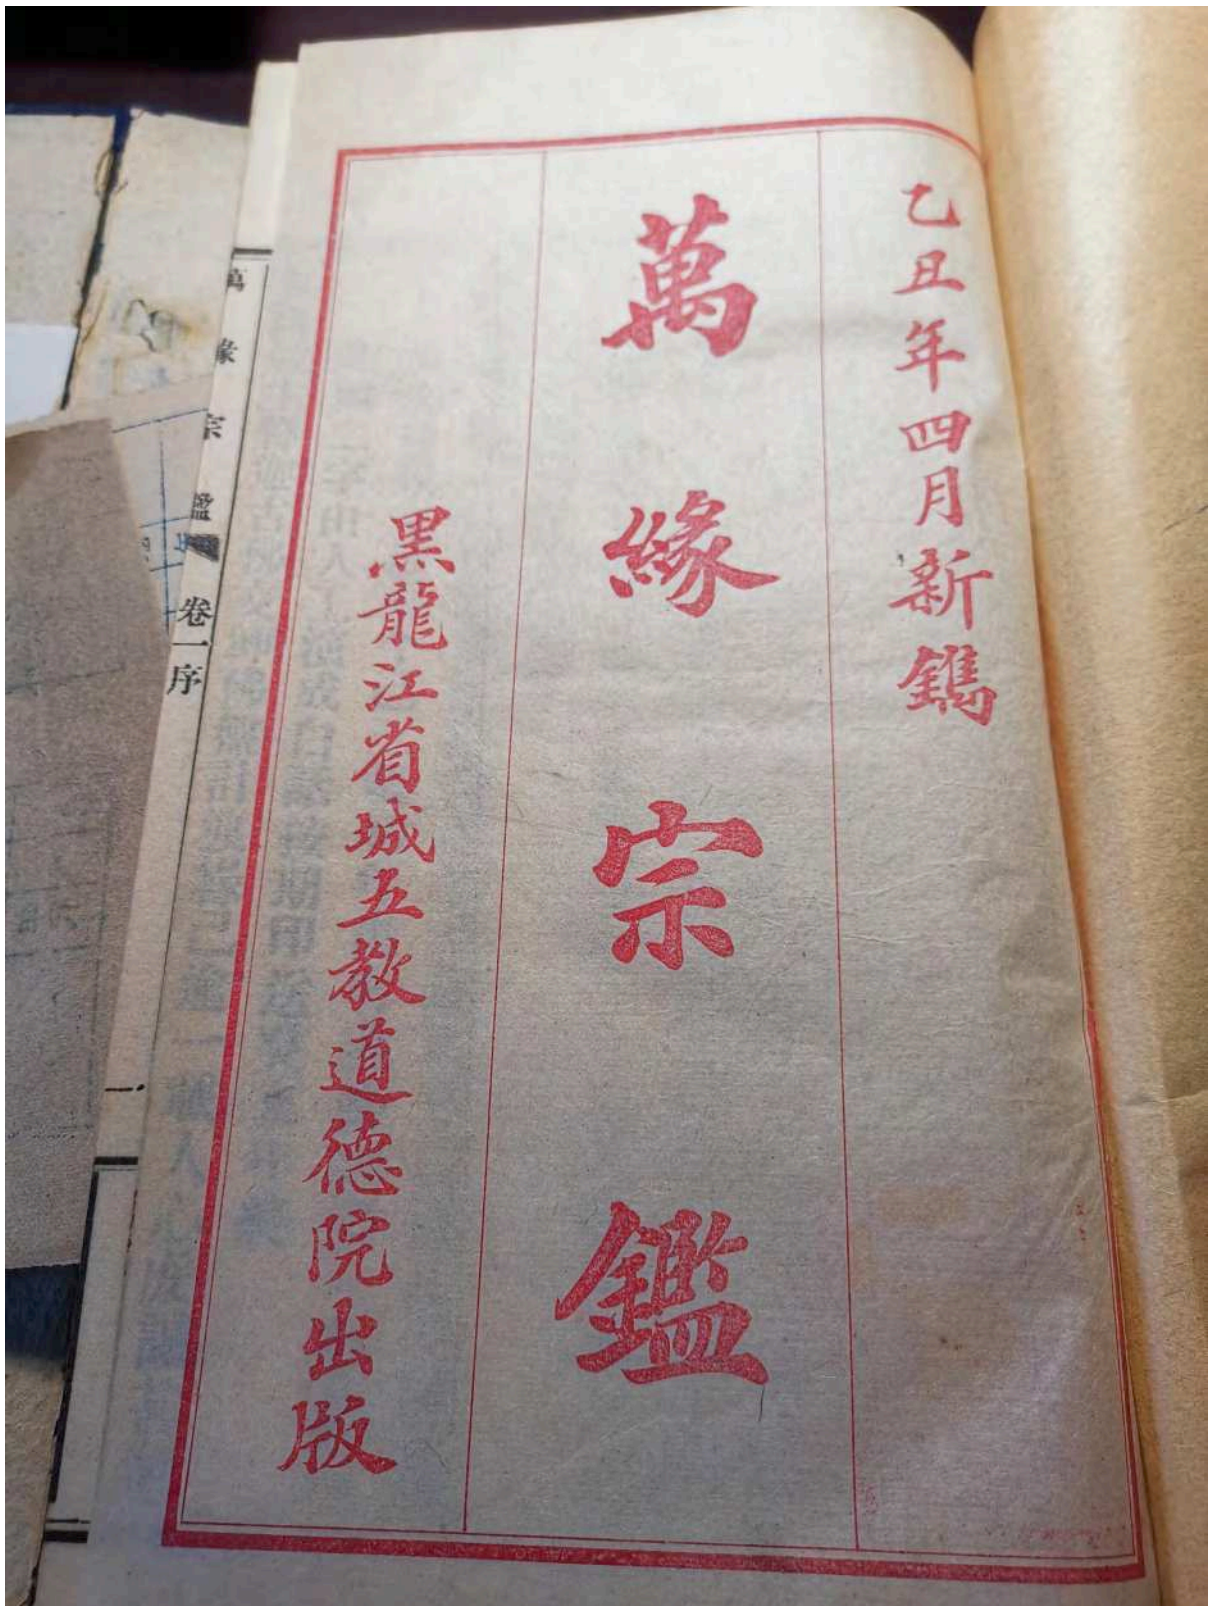 乙丑年四月新鐫
萬緣宗鑑
黑龍江省城五教道德院出版
萬緣宗鑑 卷一序
一